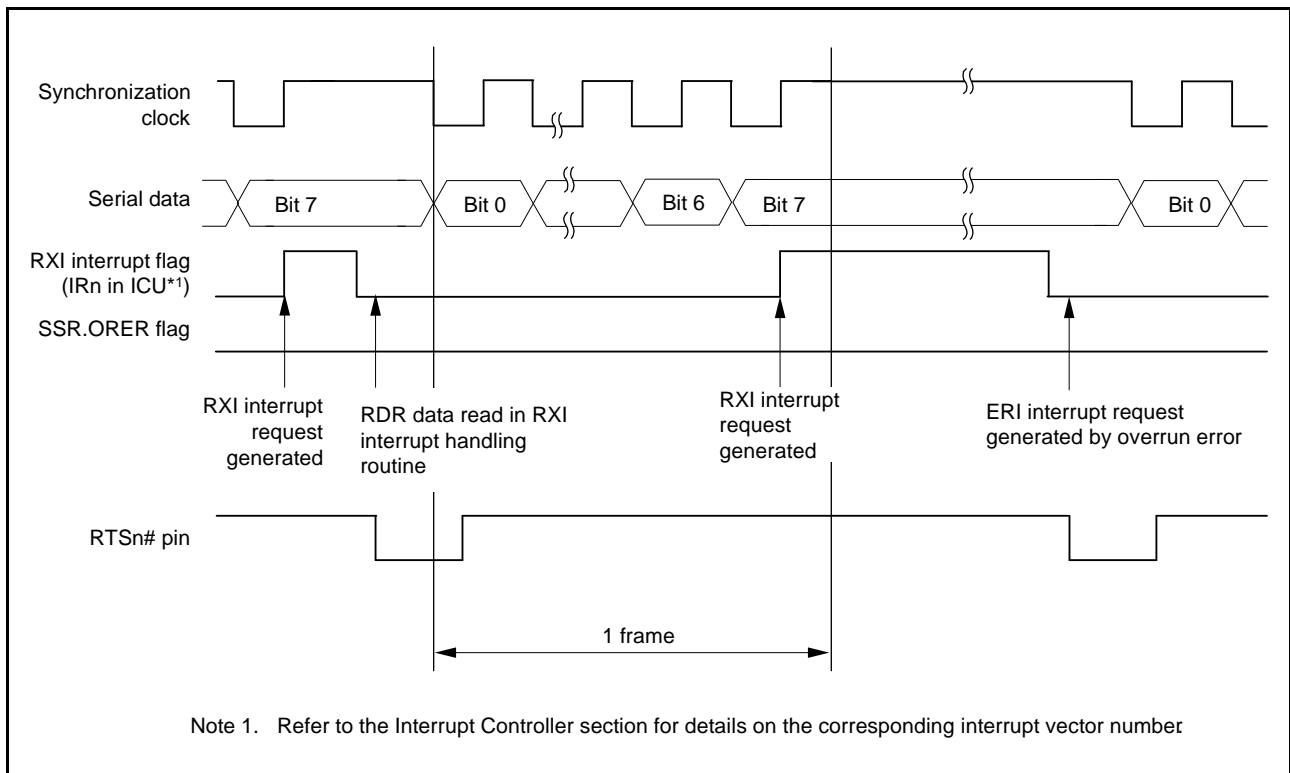 Synchronization
clock
Serial data
Bit 7
Bit 0
Bit 6
Bit 7
Bit 0
RXI interrupt flag
(IRn in ICU*1)
SSR.ORER flag
RXI interrupt
request
generated
RDR data read in RXI
interrupt handling
routine
RXI interrupt
request
generated
ERI interrupt request
generated by overrun error
RTSn# pin
1 frame
Note 1. Refer to the Interrupt Controller section for details on the corresponding interrupt vector number.